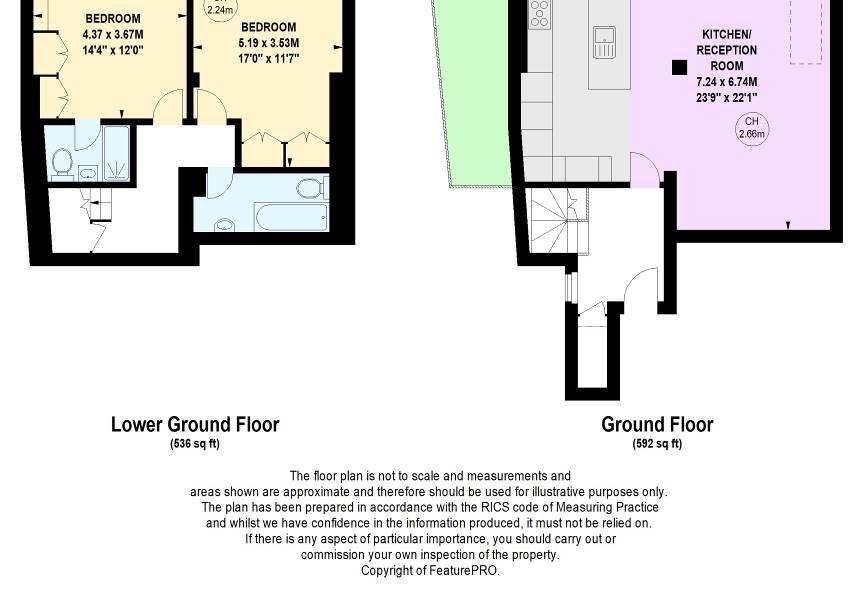 2.24m
BEDROOM
4.37 x 3.67M
14'4" x 12'0"
BEDROOM
5.19 x 3.53M
17'0" x 11'7"
KITCHEN/
RECEPTION
ROOM
7.24 x 6.74M
23'9" x 22'1"
CH
2.66m
Lower Ground Floor
(536 sq ft)
Ground Floor
(592 sq ft)
The floor plan is not to scale and measurements and
areas shown are approximate and therefore should be used for illustrative purposes only.
The plan has been prepared in accordance with the RICS code of Measuring Practice
and whilst we have confidence in the information produced, it must not be relied on.
If there is any aspect of particular importance, you should carry out or
commission your own inspection of the property.
Copyright of FeaturePRO.